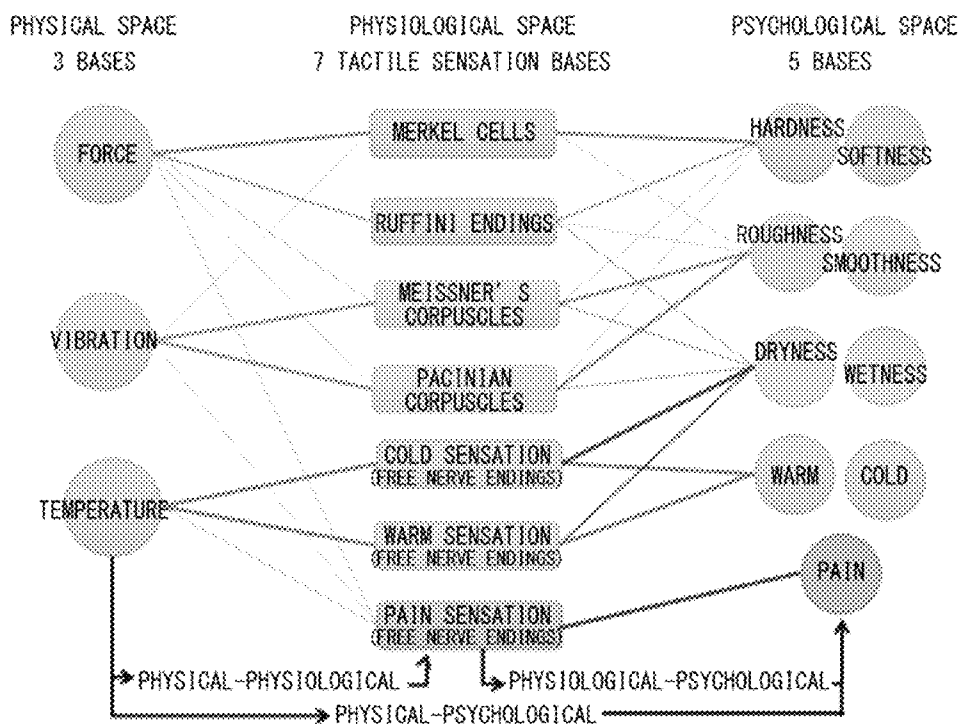 PHYSICAL SPACE
3 BASES
PHYSIOLOGICAL SPACE
7 TACTILE SENSATION BASES
PSYCHOLOGICAL SPACE
5 BASES
FORCE
VIBRATION
TEMPERATURE
MERKEL CELLS
RUFFINI ENDINGS
MEISSNER'S
CORPUSCLES
PACINIAN
CORPUSCLES
COLD SENSATION
(FREE NERVE ENDINGS)
WARM SENSATION
(FREE NERVE ENDINGS)
PAIN SENSATION
(FREE NERVE ENDINGS)
HARDNESS
SOFTNESS
ROUGHNESS
SMOOTHNESS
DRYNESS
WETNESS
WARM
COLD
PAIN
PHYSICAL-PHYSIOLOGICAL
PHYSIOLOGICAL-PSYCHOLOGICAL
PHYSICAL-PSYCHOLOGICAL